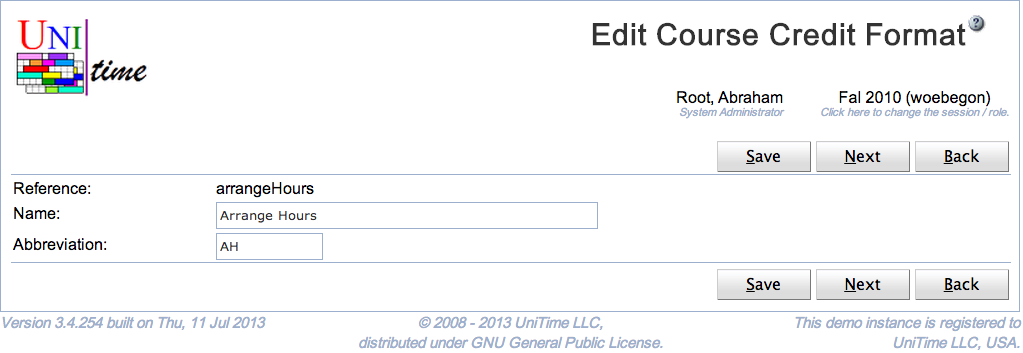 UNI
time
Edit Course Credit Format
?
Root, Abraham
System Administrator
Fal 2010 (woebegon)
Click here to change the session / role.
Save Next Back
Reference: arrangeHours
Name: Arrange Hours
Abbreviation: AH
Save Next Back
Version 3.4.254 built on Thu, 11 Jul 2013
© 2008 - 2013 UniTime LLC,
distributed under GNU General Public License.
This demo instance is registered to
UniTime LLC, USA.